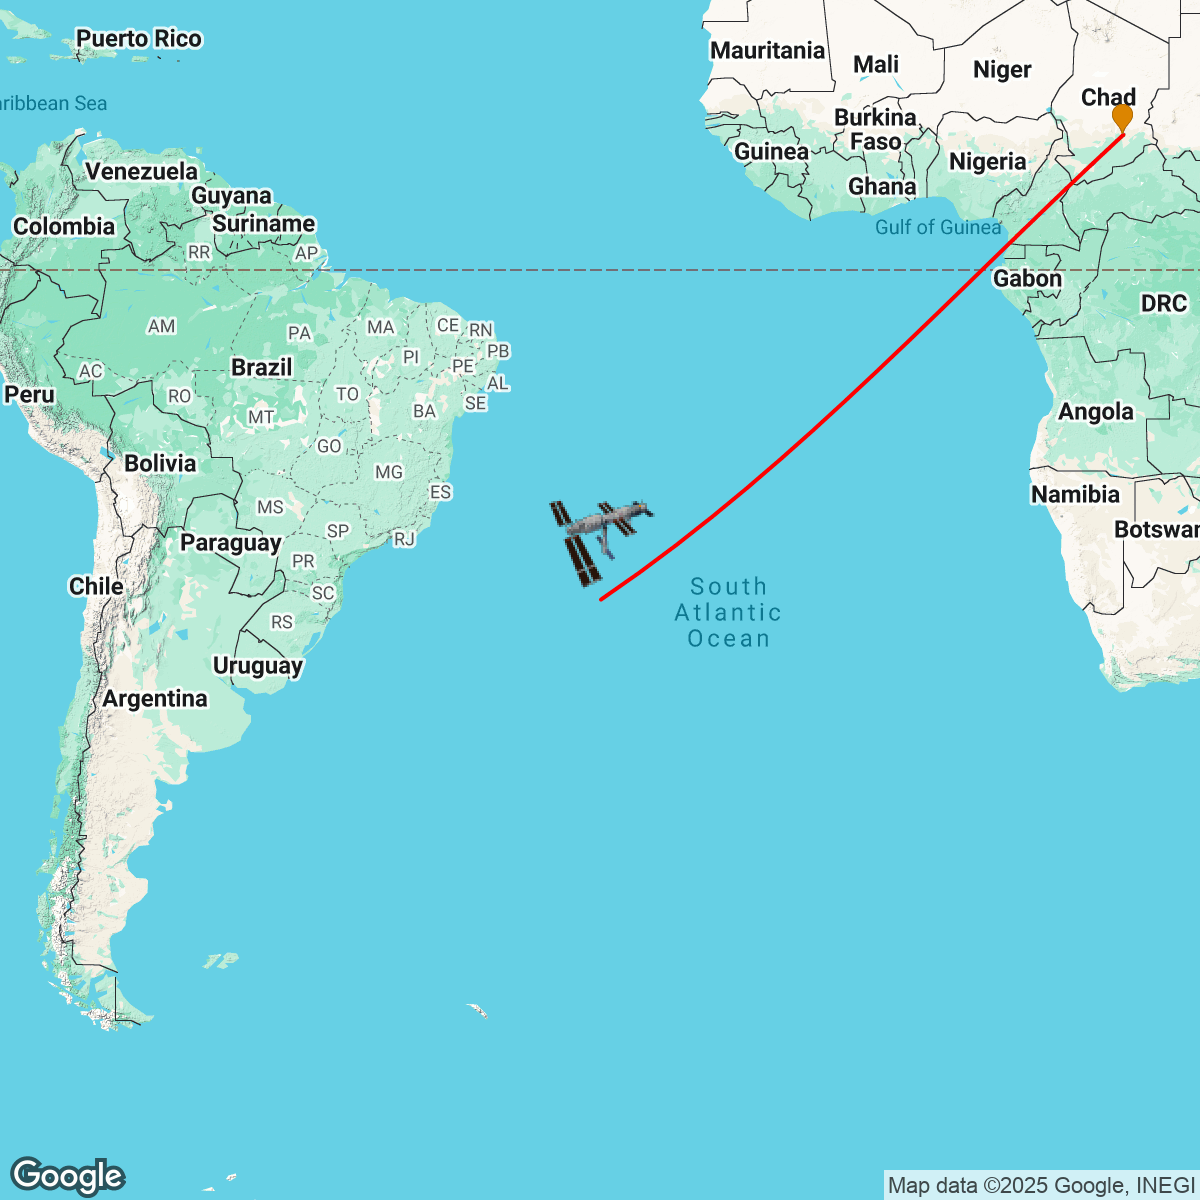 Puerto Rico
aribbean Sea
Mauritania
Mali
Niger
Chad
Burkina
Faso
Guinea
Nigeria
Ghana
Gulf of Guinea
Venezuela
Guyana
Suriname
Colombia
RR
AP
Gabon
DRC
AM
PA
MA
CE
RN
PI
PB
PE
AL
Brazil
AC
RO
TO
SE
Peru
MT
BA
Angola
GO
Bolivia
MG
ES
Namibia
MS
SP
RJ
Botswan
Paraguay
PR
Chile
SC
South
Atlantic
Ocean
RS
Uruguay
Argentina
Google
Map data ©2025 Google, INEGI